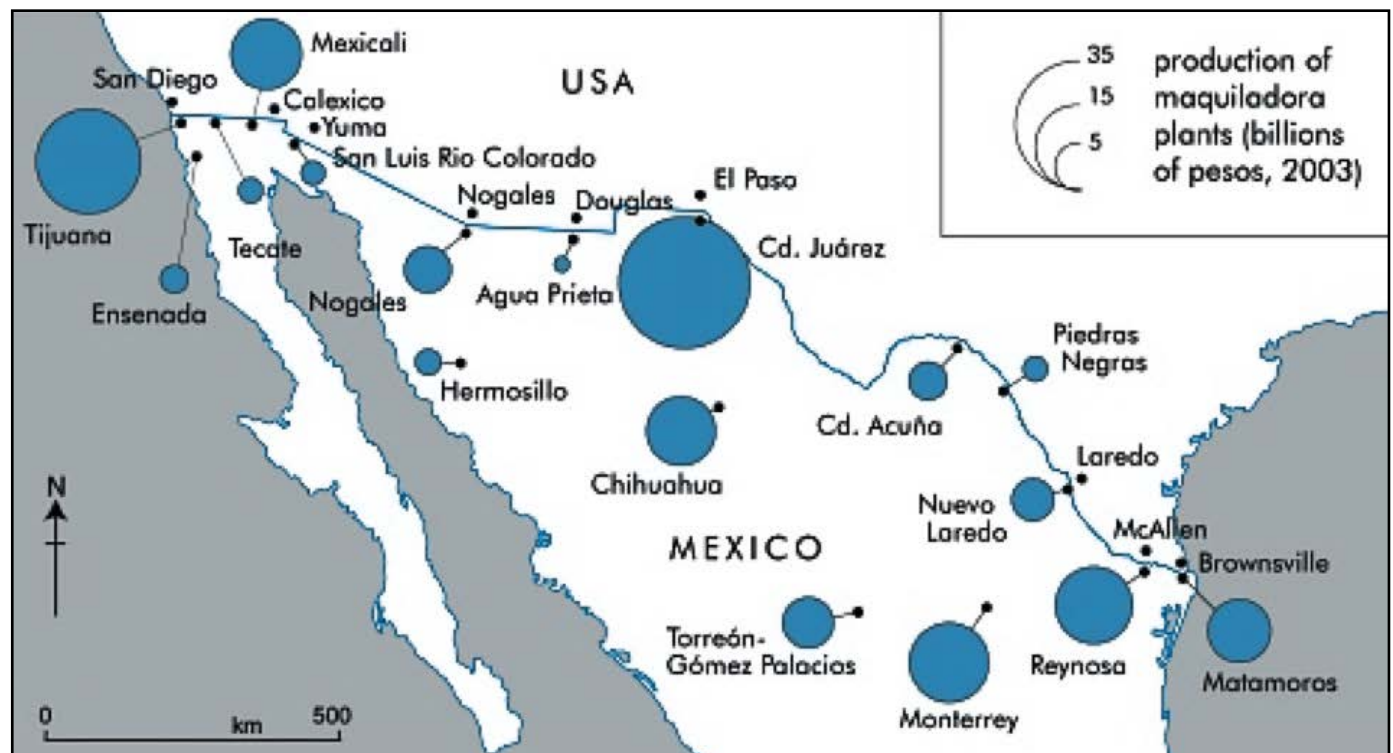 Mexicali
USA
San Diego
Calexico
Yuma
San Luis Rio Colorado
Tijuana
Tecate
Ensenada
Nogales
Nogales
Douglas
Agua Prieta
El Paso
Cd. Juárez
Hermosillo
Chihuahua
Piedras
Negras
Cd. Acuña
Laredo
Nuevo
Laredo
McAllen
Brownsville
MEXICO
Torreón-
Gómez Palacios
Monterrey
Reynosa
Matamoros
N
0
500
km
35
15
5
production of
maquiladora
plants (billions
of pesos, 2003)